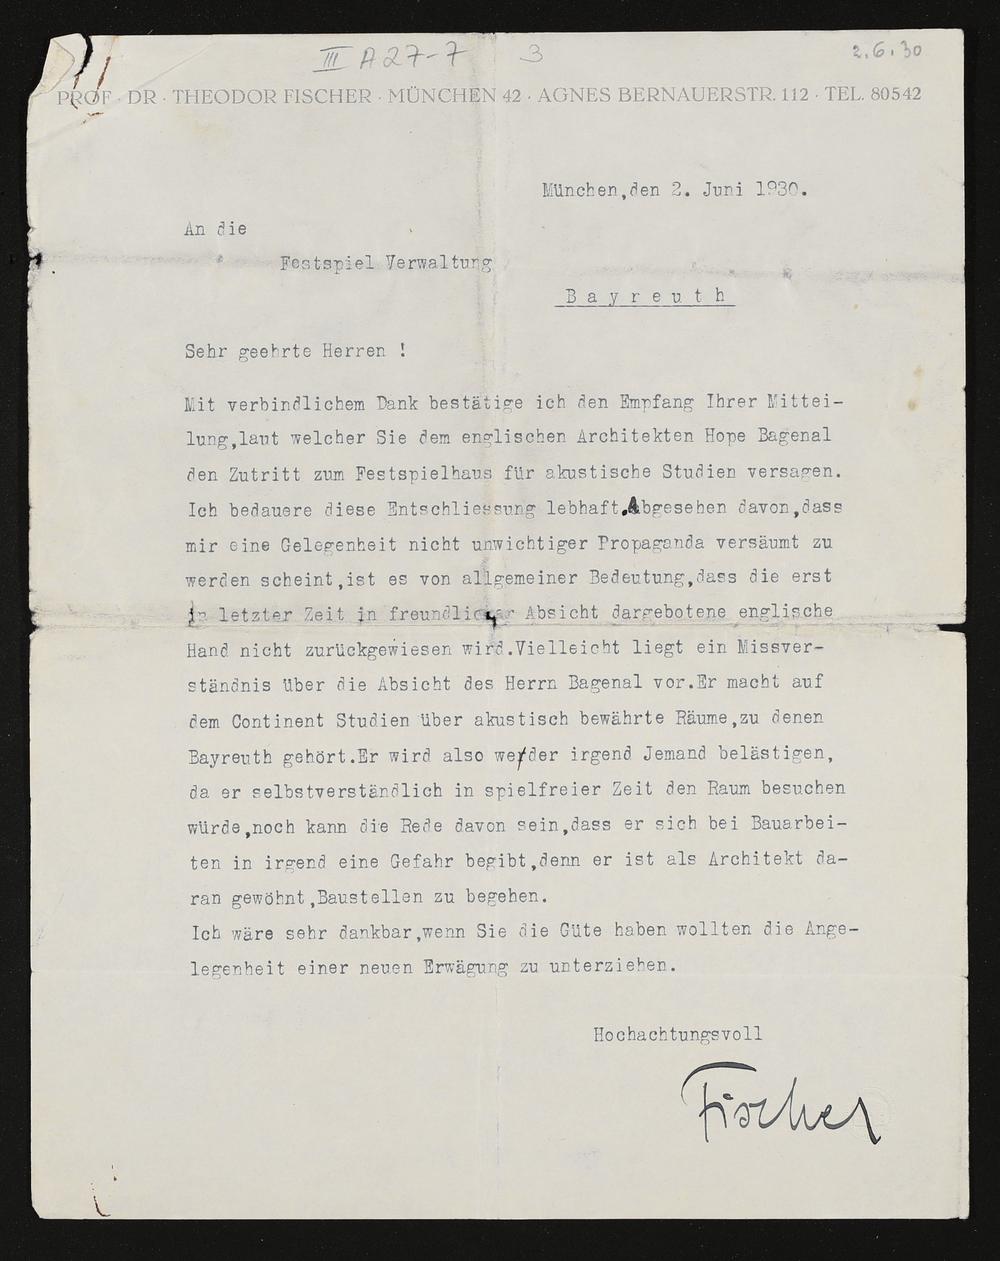 III A 27-7 3 2.6.30
PROF · DR · THEODOR FISCHER · MÜNCHEN 42 · AGNES BERNAUERSTR. 112 · TEL. 80542
München,den 2. Juni 1930.
An die
Festspiel Verwaltung
Bayreuth
Sehr geehrte Herren !
Mit verbindlichem Dank bestätige ich den Empfang Ihrer Mittei-
lung,laut welcher Sie dem englischen Architekten Hope Bagenal
den Zutritt zum Festspielhaus für akustische Studien versagen.
Ich bedauere diese Entschliessung lebhaft.Abgesehen davon,dass
mir eine Gelegenheit nicht unwichtiger Propaganda versäumt zu
werden scheint,ist es von allgemeiner Bedeutung,dass die erst
in letzter Zeit in freundlicher Absicht dargebotene englische
Hand nicht zurückgewiesen wird.Vielleicht liegt ein Missver-
ständnis über die Absicht des Herrn Bagenal vor.Er macht auf
dem Continent Studien über akustisch bewährte Räume,zu denen
Bayreuth gehört.Er wird also weder irgend Jemand belästigen,
da er selbstverständlich in spielfreier Zeit den Raum besuchen
würde,noch kann die Rede davon sein,dass er sich bei Bauarbei-
ten in irgend eine Gefahr begibt,denn er ist als Architekt da-
ran gewöhnt,Baustellen zu begehen.
Ich wäre sehr dankbar,wenn Sie die Güte haben wollten die Ange-
legenheit einer neuen Erwägung zu unterziehen.
Hochachtungsvoll
Fischer